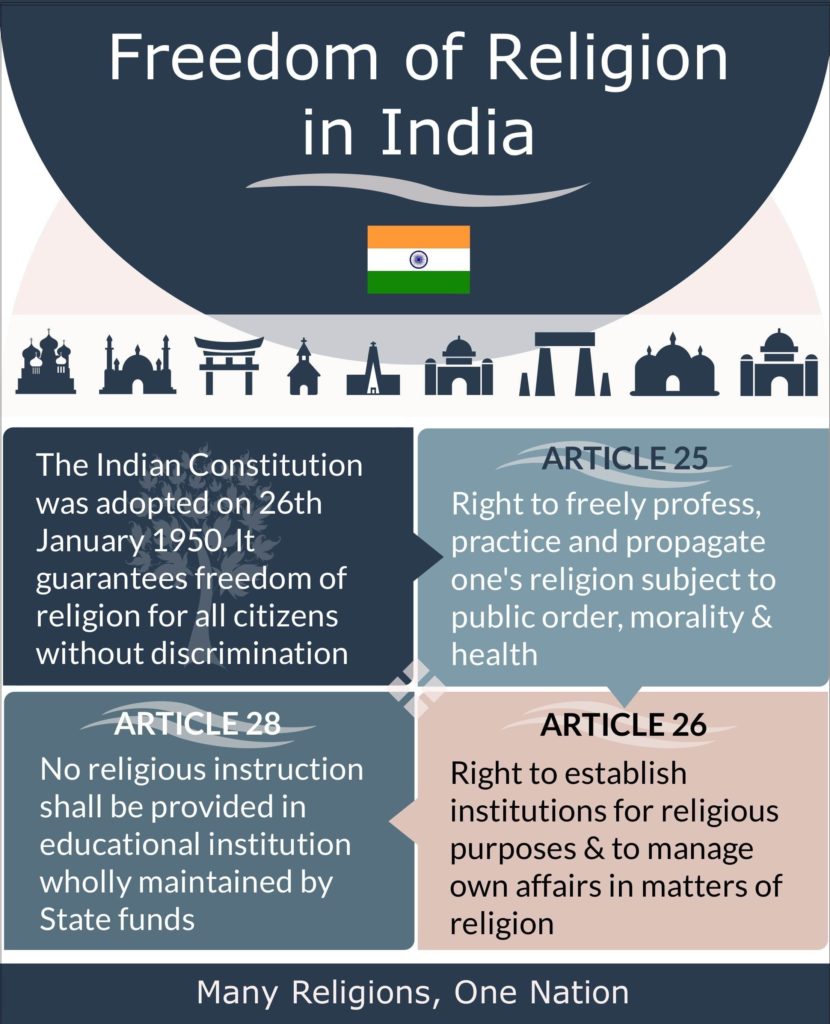 Freedom of Religion
in India
The Indian Constitution
was adopted on 26th
January 1950. It
guarantees freedom of
religion for all citizens
without discrimination
ARTICLE 25
Right to freely profess,
practice and propagate
one's religion subject to
public order, morality &
health
ARTICLE 26
Right to establish
institutions for religious
purposes & to manage
own affairs in matters of
religion
ARTICLE 28
No religious instruction
shall be provided in
educational institution
wholly maintained by
State funds
Many Religions, One Nation